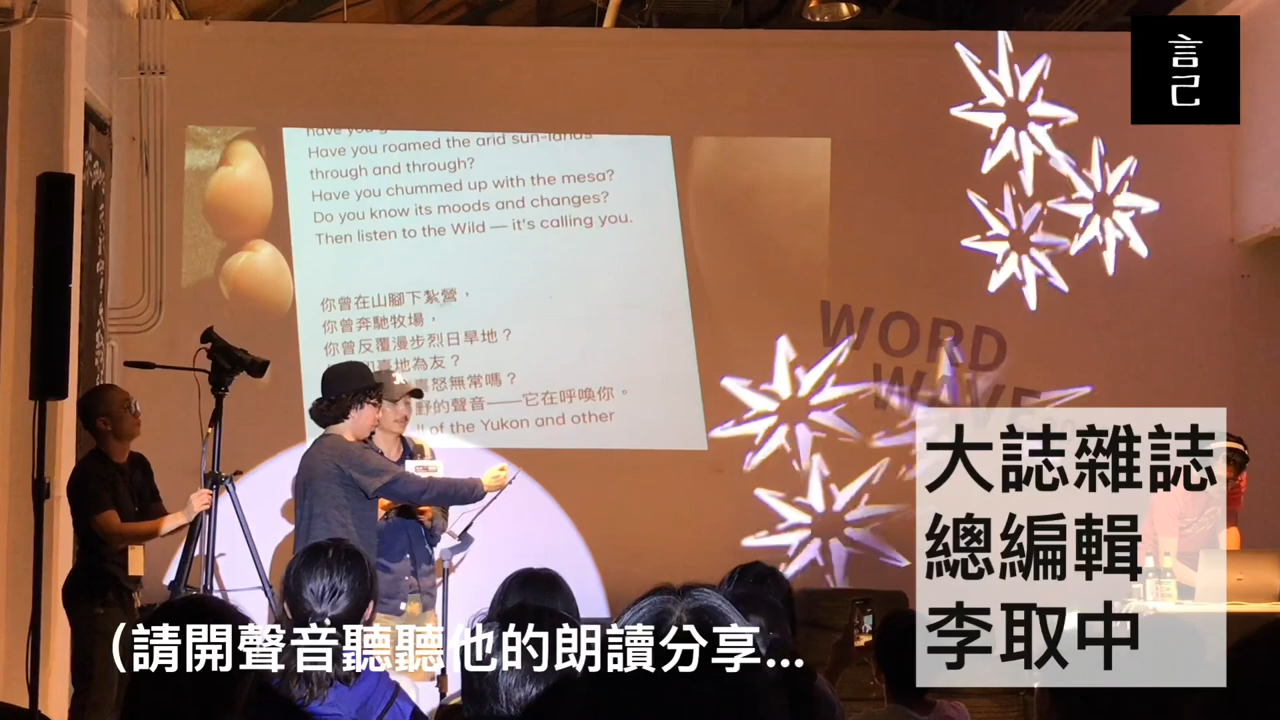 言
己
Have you roamed the arid sun-lands
through and through?
Have you chummed up with the mesa?
Do you know its moods and changes?
Then listen to the Wild — it's calling you.
你曾在山腳下紮營，
你曾奔馳牧場，
你曾反覆漫步烈日旱地？
地為友？
喜怒無常嗎？
野的聲音——它在呼喚你。
of the Yukon and other
WORD
WAVE
大誌雜誌
總編輯
李取中
（請開聲音聽聽他的朗讀分享...